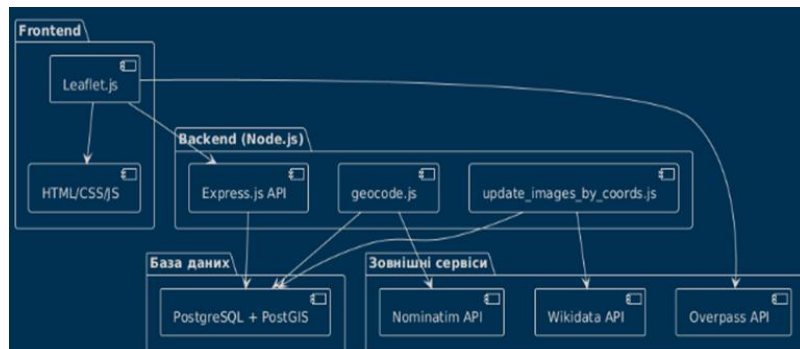 Frontend
Leaflet.js
HTML/CSS/JS
Backend (Node.js)
Express.js API
geocode.js
update_images_by_coords.js
База даних
PostgreSQL + PostGIS
Зовнішні сервіси
Nominatim API
Wikidata API
Overpass API